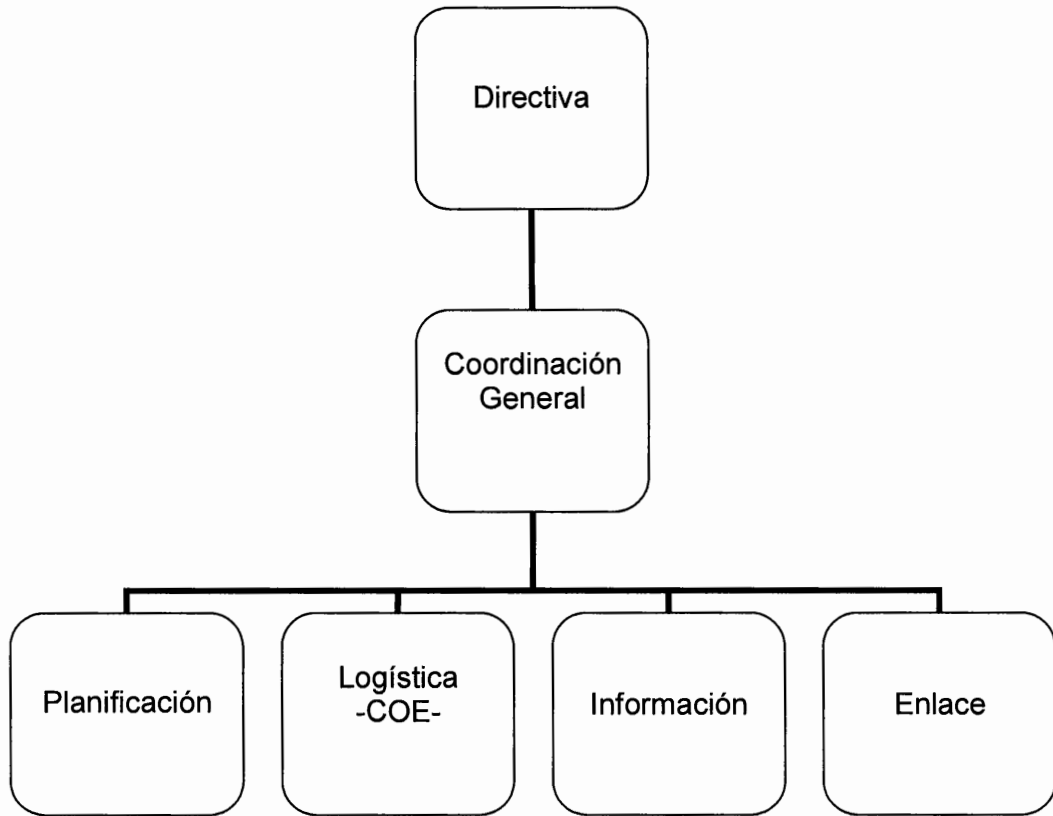 Directiva
Coordinación
General
Planificación
Logística
-COE-
Información
Enlace